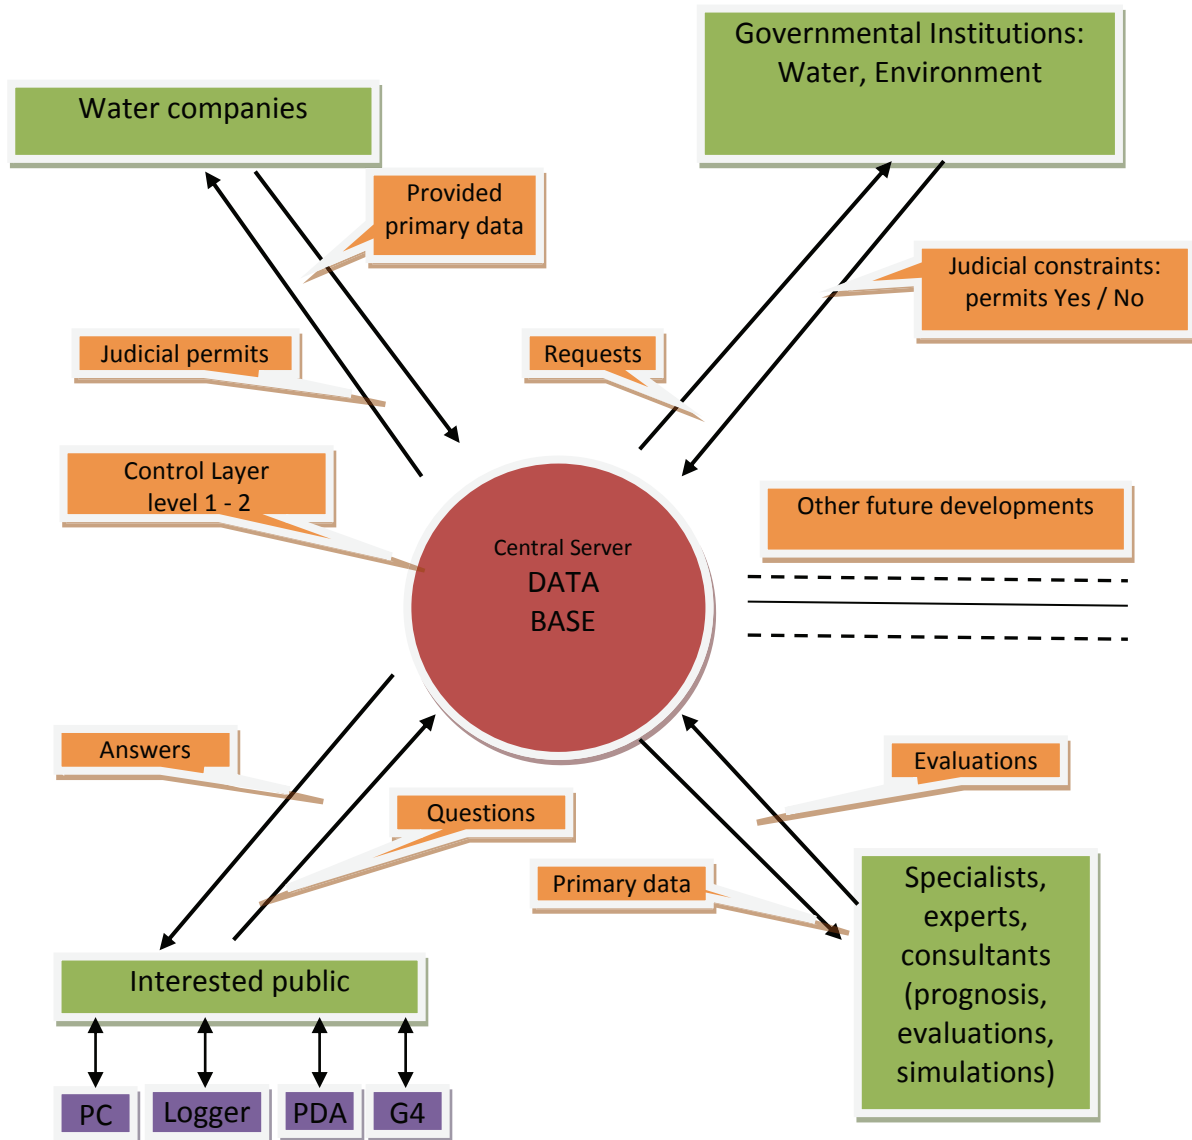 Governmental Institutions:
Water, Environment
Water companies
Provided
primary data
Judicial constraints:
permits Yes / No
Judicial permits
Requests
Control Layer
level 1 - 2
Other future developments
Central Server
DATA
BASE
Answers
Evaluations
Questions
Primary data
Specialists,
experts,
consultants
(prognosis,
evaluations,
simulations)
Interested public
PC
Logger
PDA
G4